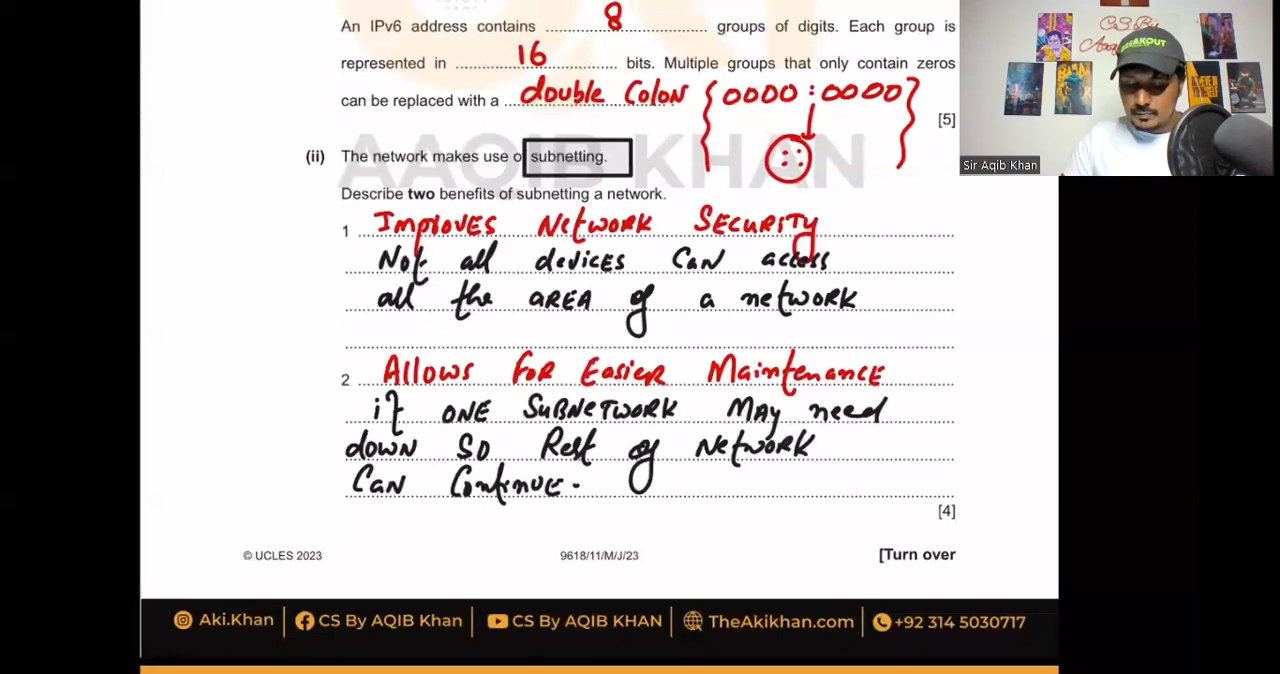 An IPv6 address contains 8 groups of digits. Each group is
represented in 16 bits. Multiple groups that only contain zeros
can be replaced with a double Colon { 0000 : 0000 }
::
[5]
(ii) The network makes use of subnetting.
Describe two benefits of subnetting a network.
1 Improves Network Security
Not all devices can access
all the area of a network
2 Allows for Easier Maintenance
if one subnetwork may need
down so Rest of Network
Can Continue.
[4]
© UCLES 2023 9618/11/M/J/23 [Turn over
AAQIB KHAN
BREAKOUT
Sir Aqib Khan
Aki.Khan CS By AQIB Khan CS By AQIB KHAN TheAkikhan.com +92 314 5030717